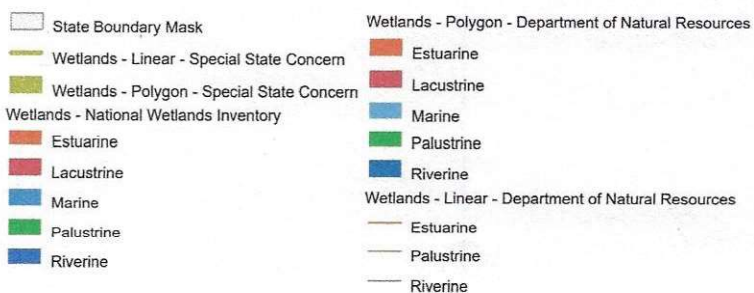 State Boundary Mask
Wetlands - Linear - Special State Concern
Wetlands - Polygon - Special State Concern
Wetlands - National Wetlands Inventory
Estuarine
Lacustrine
Marine
Palustrine
Riverine
Wetlands - Polygon - Department of Natural Resources
Estuarine
Lacustrine
Marine
Palustrine
Riverine
Wetlands - Linear - Department of Natural Resources
Estuarine
Palustrine
Riverine